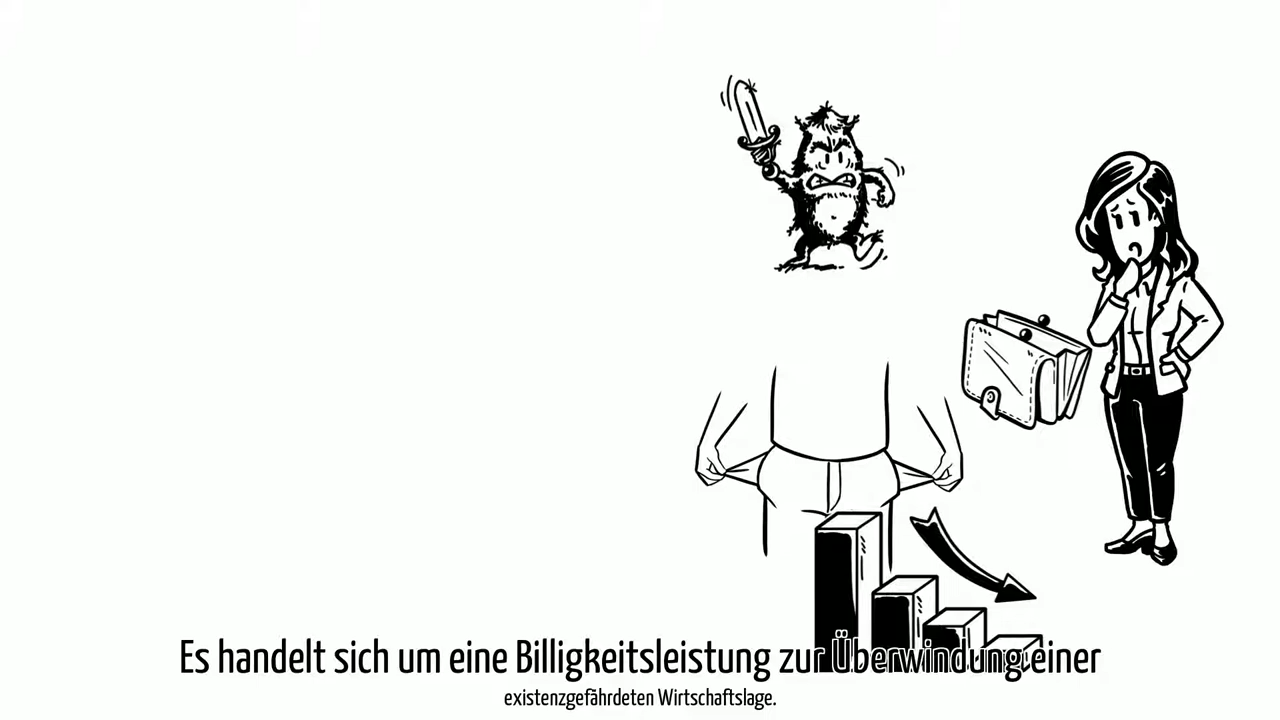 Es handelt sich um eine Billigkeitsleistung zur Überwindung einer
existenzgefährdeten Wirtschaftslage.